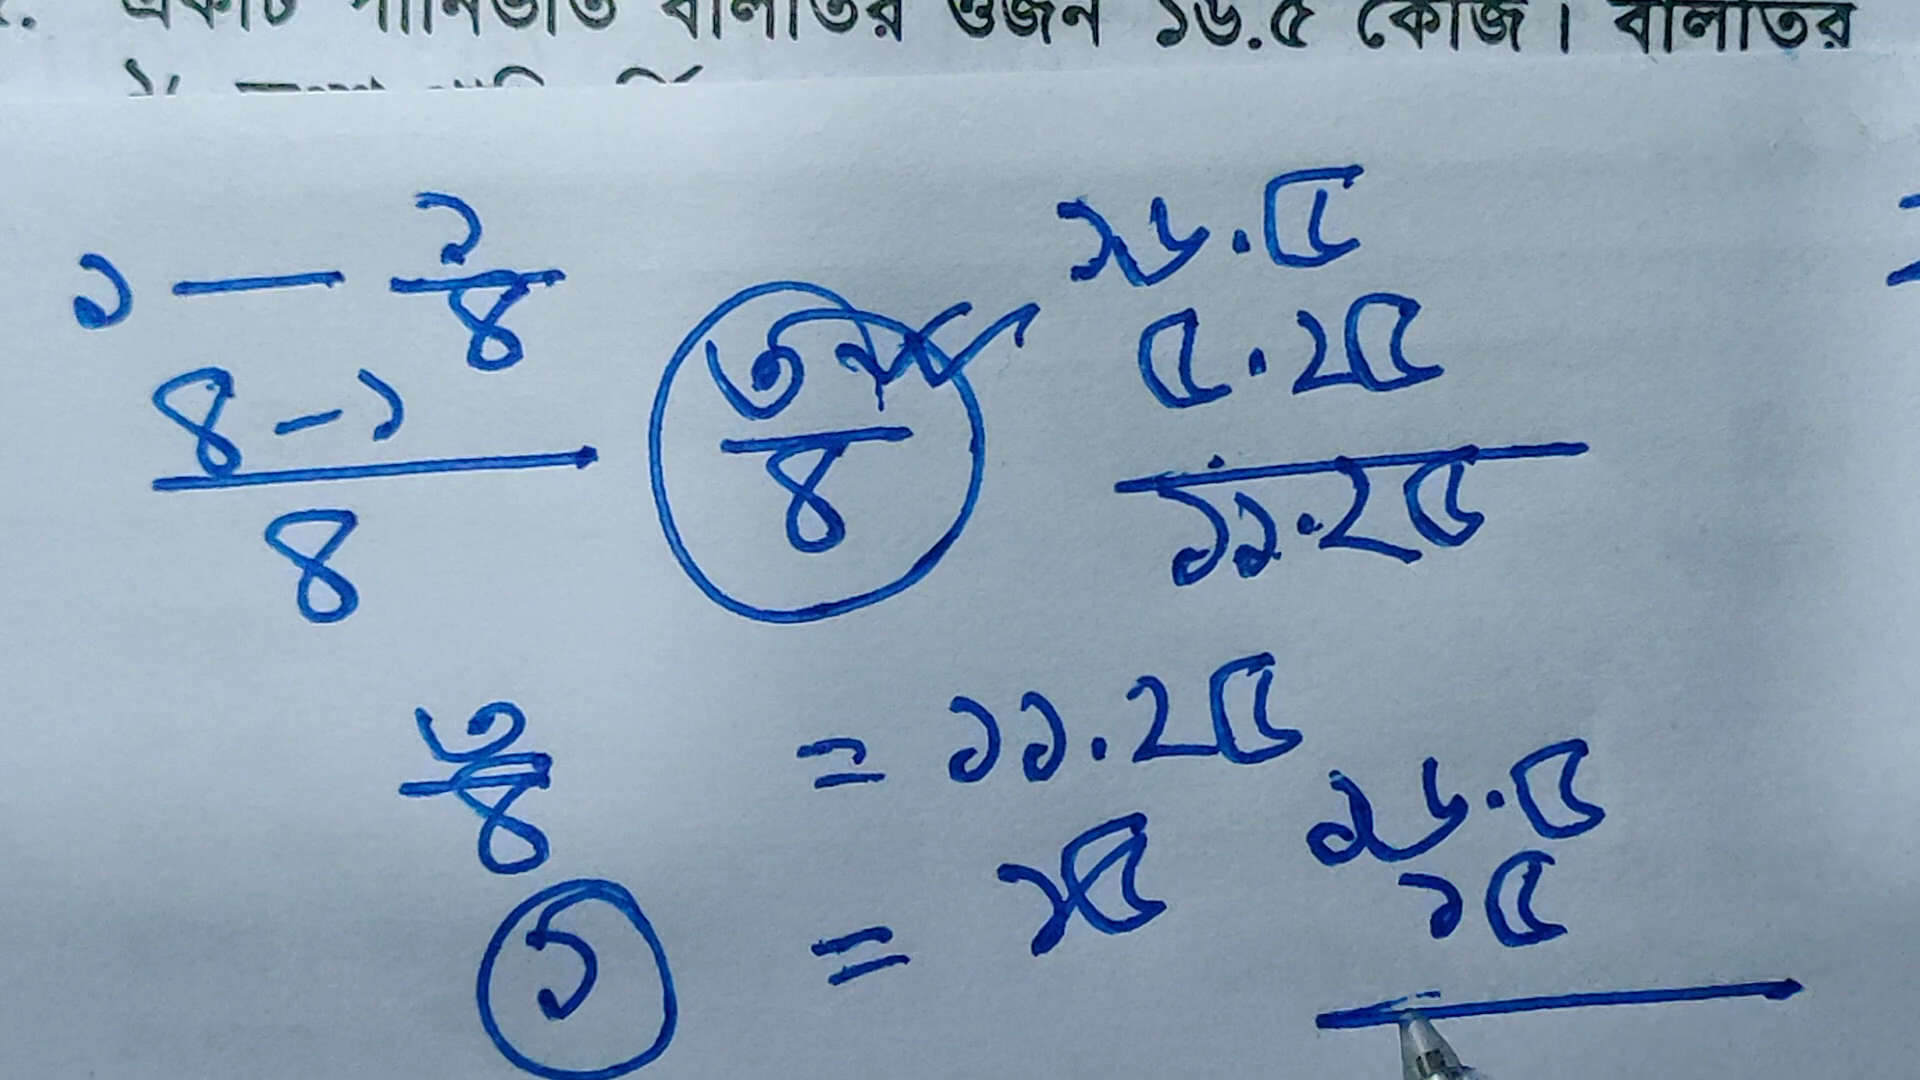 একটি পানিভর্তি বালতির ওজন ১৬.৫ কেজি। বালতির
১ — ১/৪
৪ - ১
৪
৩
৪
১৬.৫
৫.২৫
১১.২৫
৩/৪ = ১১.২৫
১ = ১৫
১৬.৫
১৫